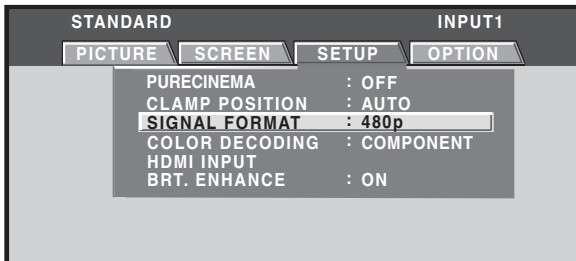 STANDARD INPUT1
PICTURE SCREEN SETUP OPTION
PURECINEMA : OFF
CLAMP POSITION : AUTO
SIGNAL FORMAT : 480p
COLOR DECODING : COMPONENT
HDMI INPUT
BRT. ENHANCE : ON